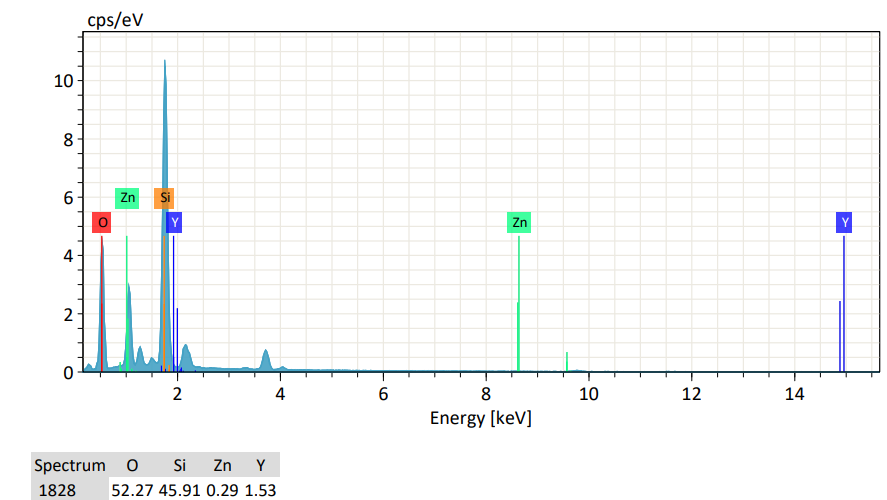 cps/eV
10
8
6
4
2
0
Zn
Si
O
Y
Zn
Y
2 4 6 8 10 12 14
Energy [keV]
Spectrum O Si Zn Y
1828 52.27 45.91 0.29 1.53